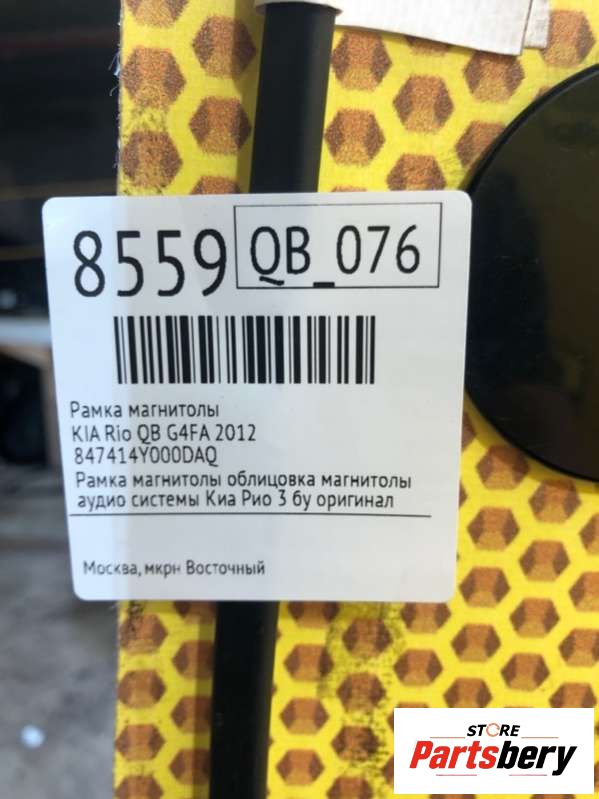 8559 QB_076
Рамка магнитолы
KIA Rio QB G4FA 2012
847414Y000DAQ
Рамка магнитолы облицовка магнитолы
аудио системы Киа Рио 3 бу оригинал
Москва, мкрн Восточный
STORE
Partsbery